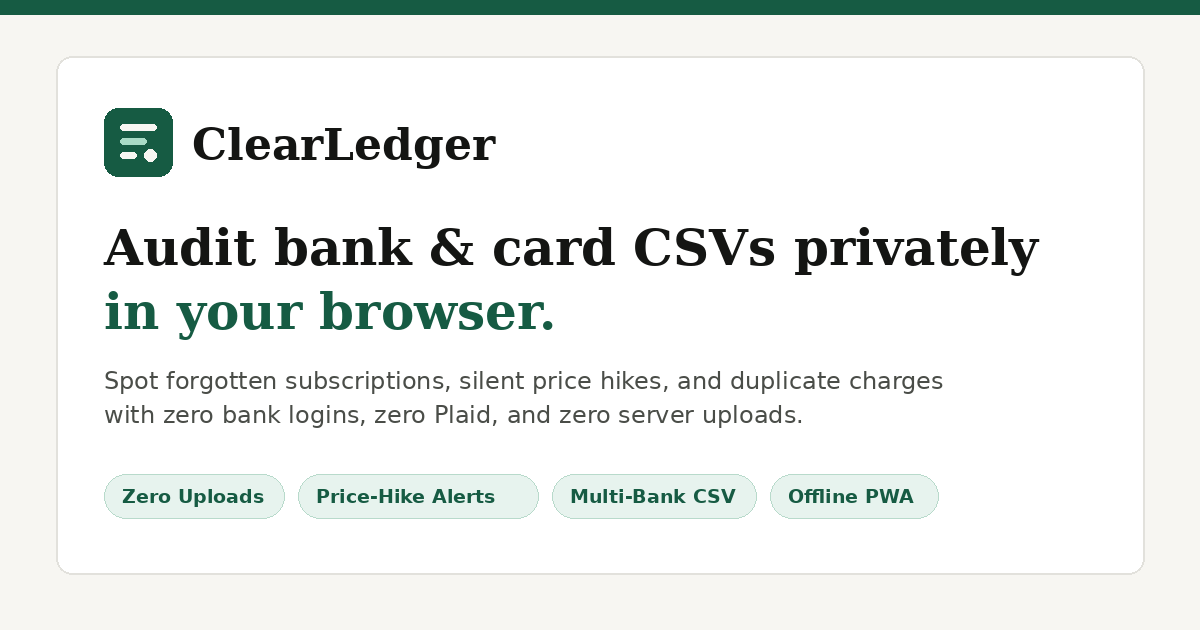 ClearLedger
Audit bank & card CSVs privately
in your browser.
Spot forgotten subscriptions, silent price hikes, and duplicate charges
with zero bank logins, zero Plaid, and zero server uploads.
Zero Uploads
Price-Hike Alerts
Multi-Bank CSV
Offline PWA